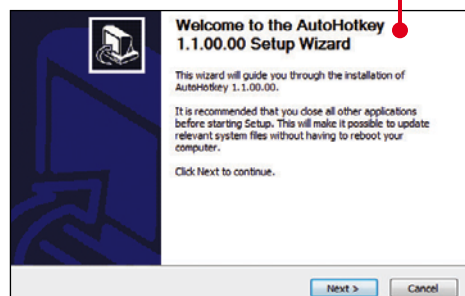 Welcome to the AutoHotkey
1.1.00.00 Setup Wizard
This wizard will guide you through the installation of
AutoHotkey 1.1.00.00.
It is recommended that you close all other applications
before starting Setup. This will make it possible to update
relevant system files without having to reboot your
computer.
Click Next to continue.
Next >
Cancel